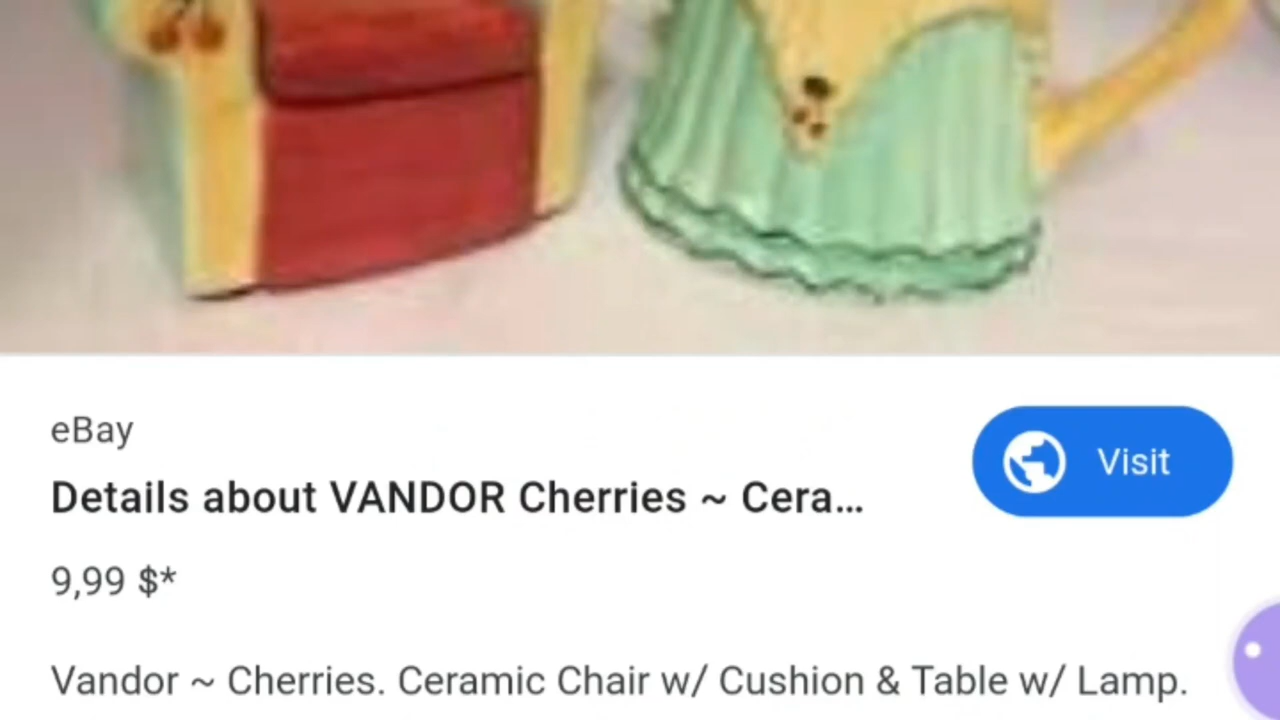 eBay
Visit
Details about VANDOR Cherries ~ Cera...
9,99 $*
Vandor ~ Cherries. Ceramic Chair w/ Cushion & Table w/ Lamp.